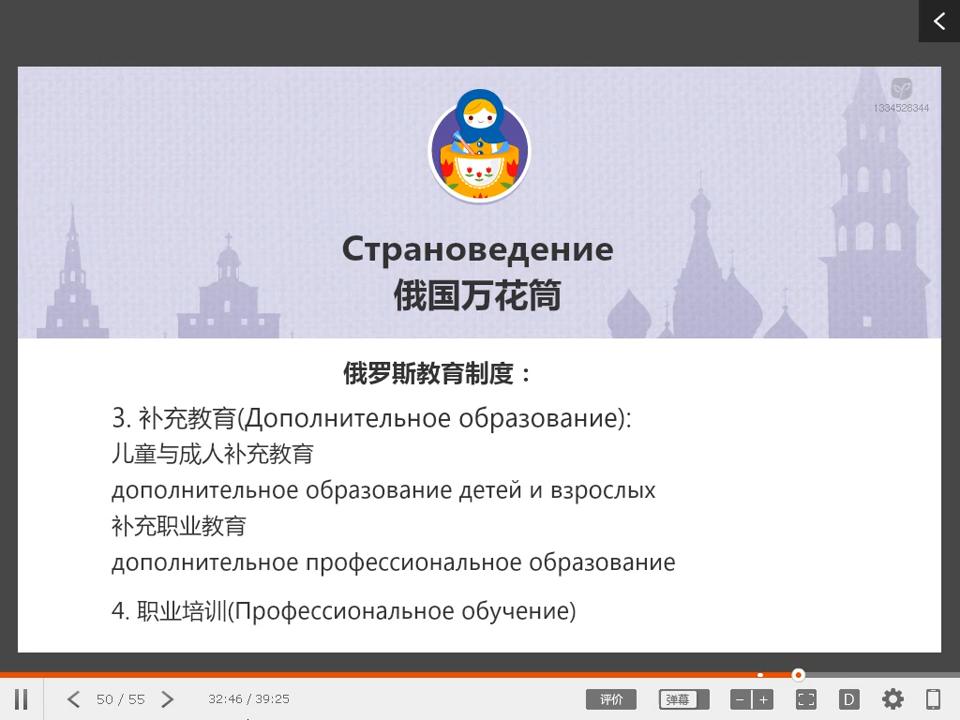 1334528344
Страноведение
俄国万花筒
俄罗斯教育制度：
3. 补充教育(Дополнительное образование):
儿童与成人补充教育
дополнительное образование детей и взрослых
补充职业教育
дополнительное профессиональное образование
4. 职业培训(Профессиональное обучение)
50 / 55
32:46 / 39:25
评价
弹幕
D